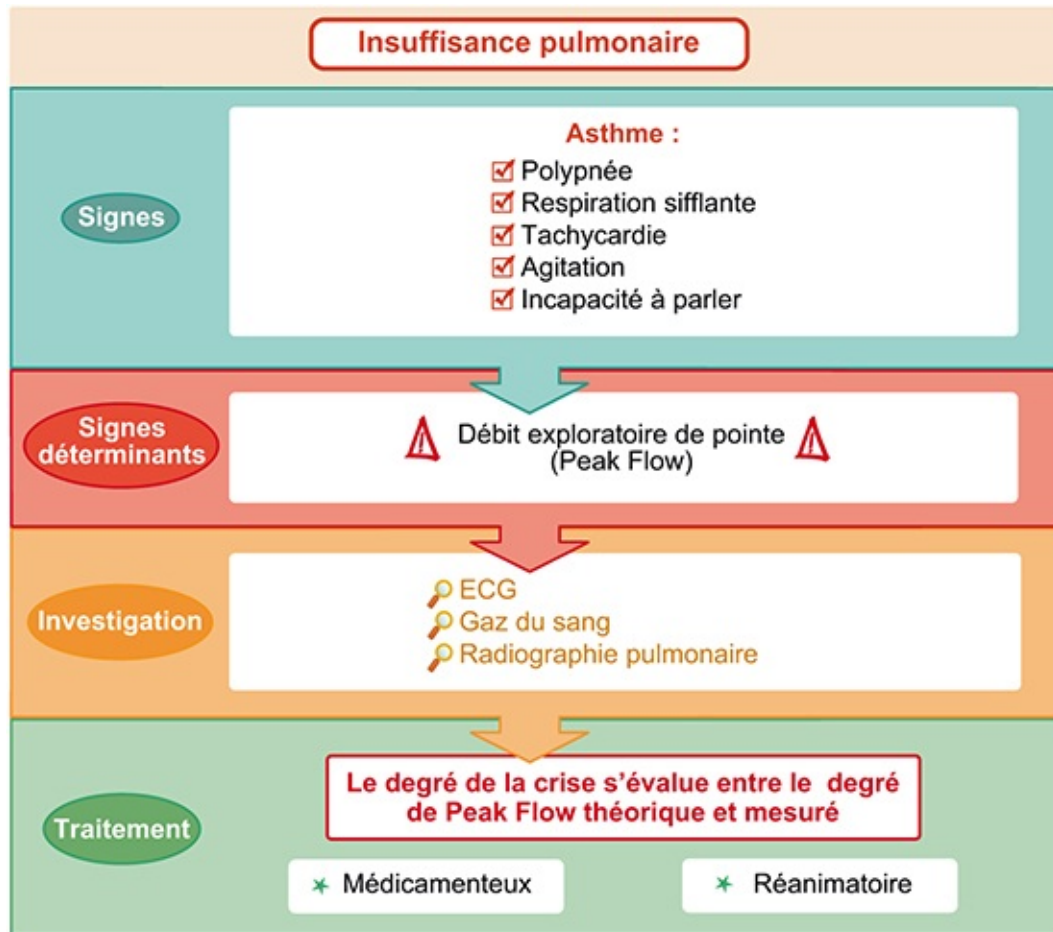 Insuffisance pulmonaire
Signes
Asthme :
Polypnée
Respiration sifflante
Tachycardie
Agitation
Incapacité à parler
Signes
déterminants
Débit exploratoire de pointe
(Peak Flow)
Investigation
ECG
Gaz du sang
Radiographie pulmonaire
Traitement
Le degré de la crise s’évalue entre le degré
de Peak Flow théorique et mesuré
Médicamenteux
Réanimatoire